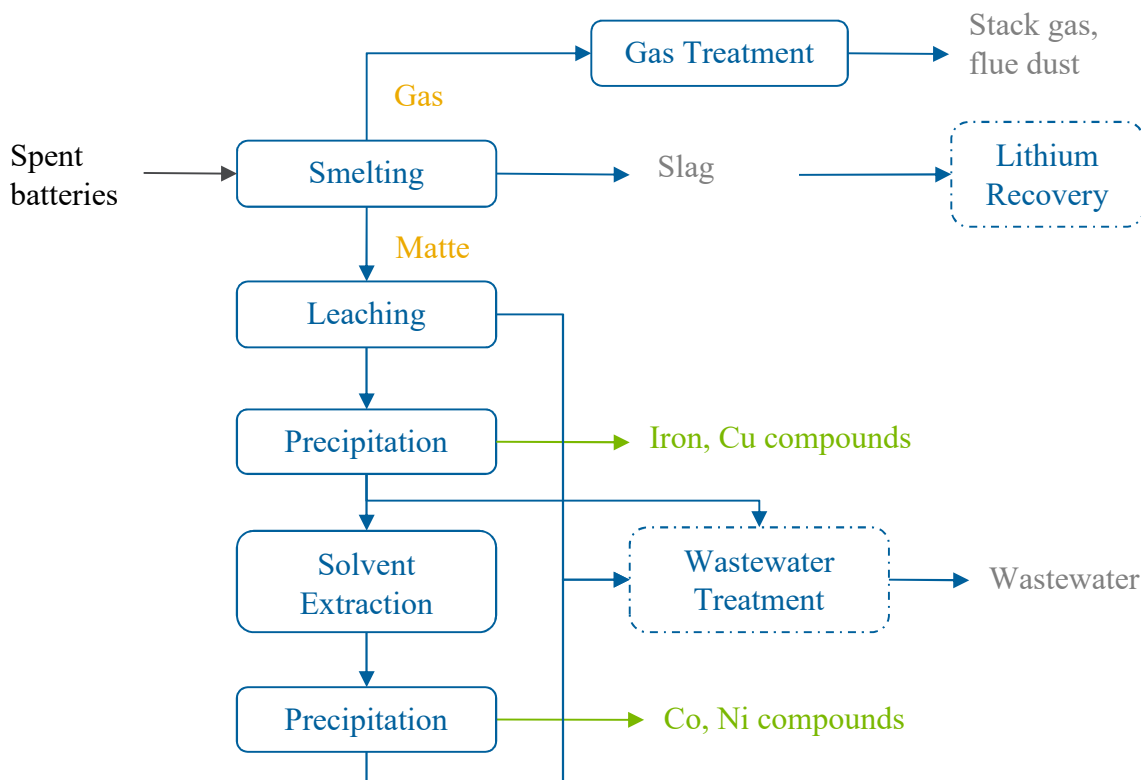 Stack gas,
flue dust
Gas Treatment
Gas
Spent
batteries
Smelting
Slag
Lithium
Recovery
Matte
Leaching
Precipitation
Iron, Cu compounds
Solvent
Extraction
Wastewater
Treatment
Wastewater
Precipitation
Co, Ni compounds